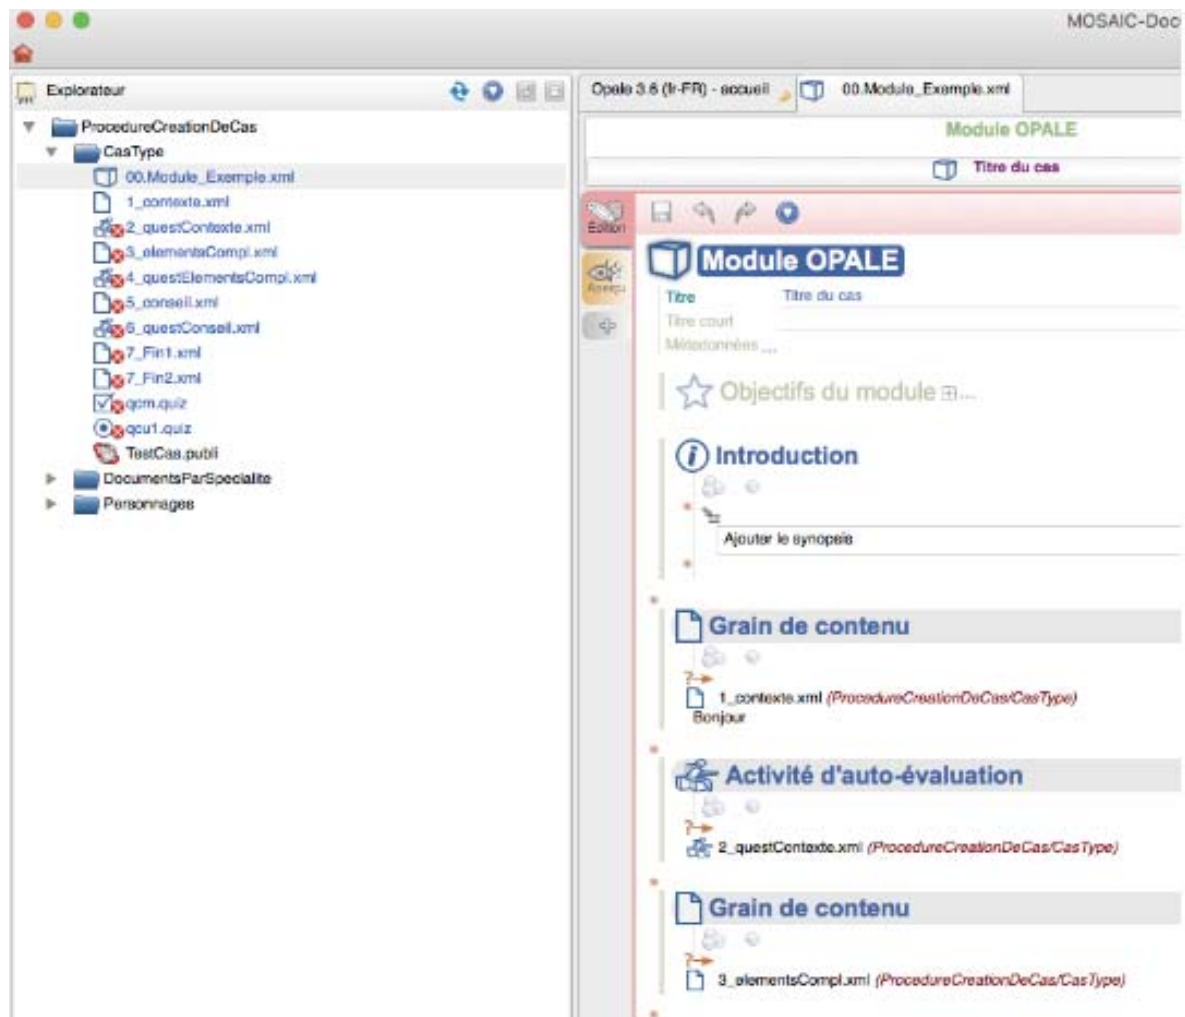 MOSAIC-Doc
Explorateur
Opale 3.6 (fr-FR) - accueil
00.Module_Exemple.xml
ProcedureCreationDeCas
Module OPALE
CasType
Titre du cas
00.Module_Exemple.xml
1_contexte.xml
2_questContexte.xml
3_elementsCompl.xml
4_questElementsCompl.xml
5_conseil.xml
6_questConseil.xml
7_Fin1.xml
7_Fin2.xml
qcm.quiz
qcu1.quiz
TestCas.publi
DocumentsParSpecialite
Personnages
Edition
Aperçu
Module OPALE
Titre
Titre du cas
Titre court
Métadonnées ...
Objectifs du module ...
Introduction
Ajouter le synopsis
Grain de contenu
1_contexte.xml (ProcedureCreationDeCas/CasType)
Bonjour
Activité d'auto-évaluation
2_questContexte.xml (ProcedureCreationDeCas/CasType)
Grain de contenu
3_elementsCompl.xml (ProcedureCreationDeCas/CasType)